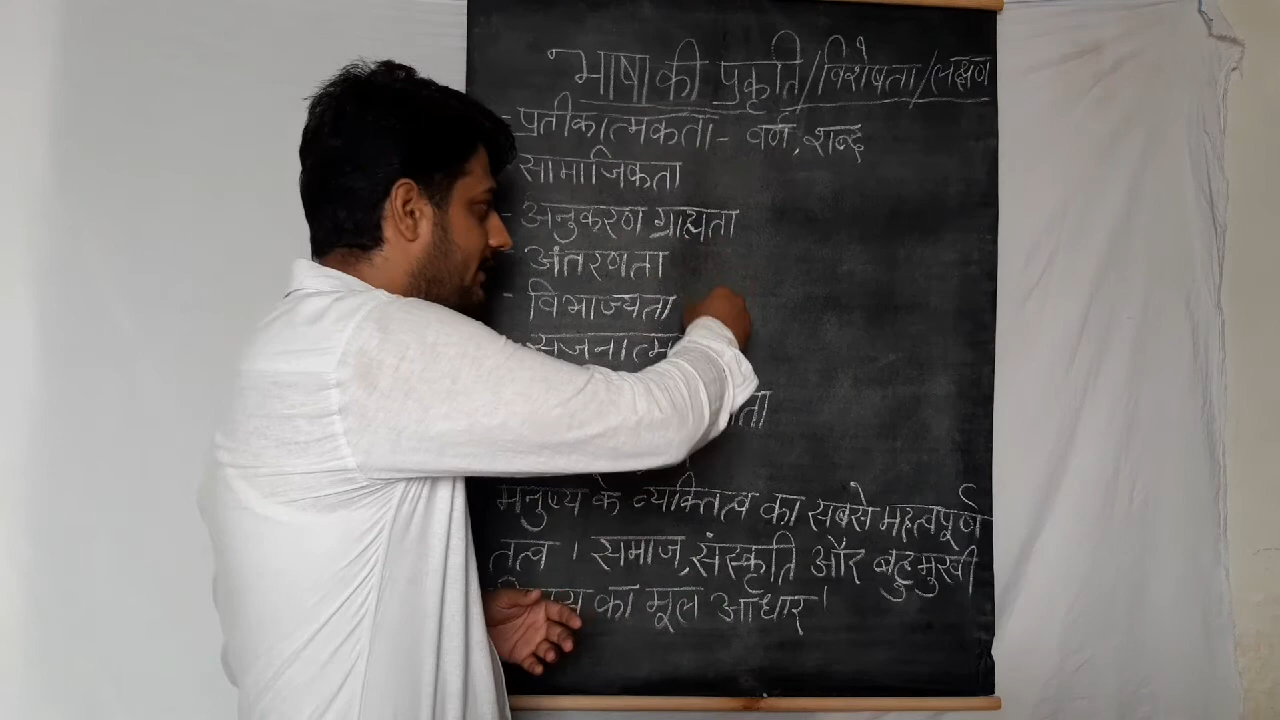 भाषा की प्रकृति/विशेषता/लक्षण
- प्रतीकात्मकता - वर्ण, शब्द
सामाजिकता
- अनुकरण ग्राह्यता
- अंतरणता
- विभाज्यता
- सृजनात्म
ता
मनुष्य के व्यक्तित्व का सबसे महत्वपूर्ण
तत्व । समाज, संस्कृति और बहुमुखी
का मूल आधार ।